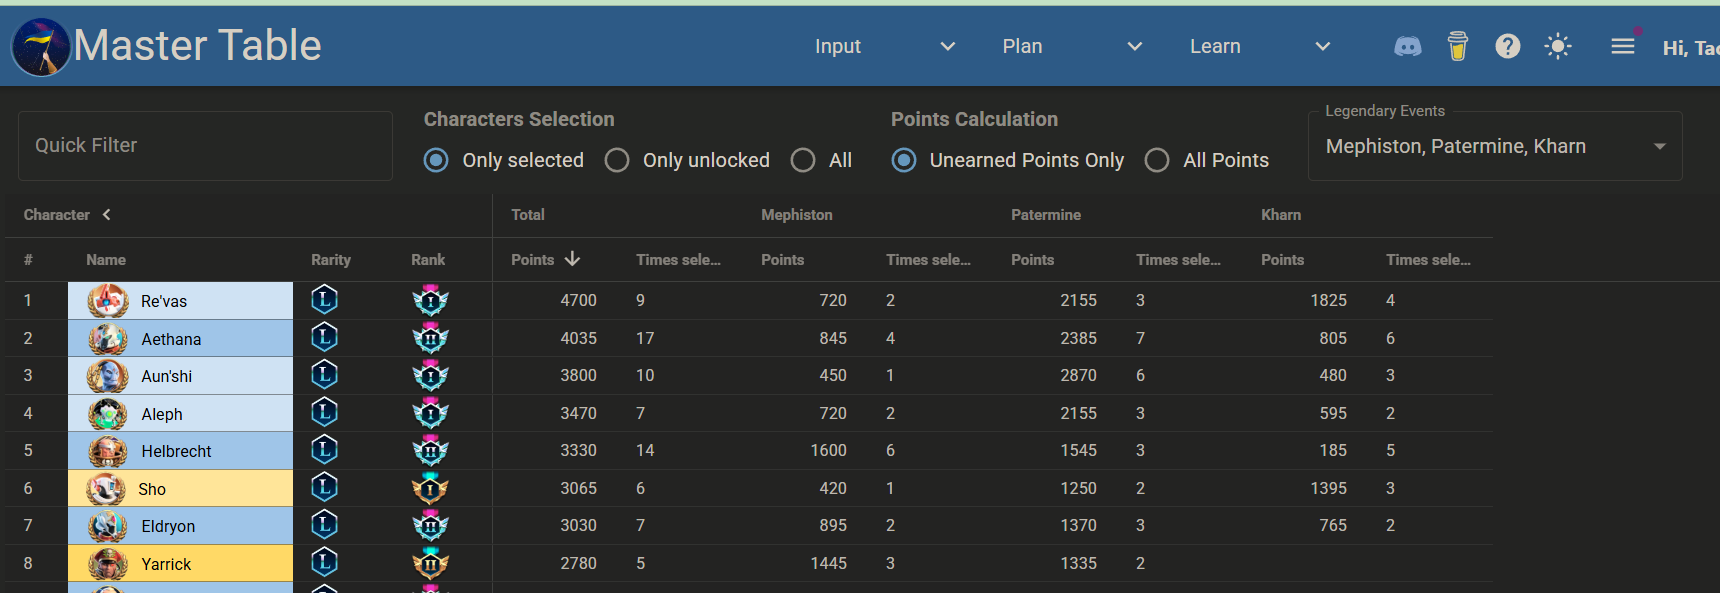 Master Table
Input
Plan
Learn
Hi, Tao
Quick Filter
Characters Selection
Only selected
Only unlocked
All
Points Calculation
Unearned Points Only
All Points
Legendary Events
Mephiston, Patermine, Kharn
Character Total Mephiston Patermine Kharn
# Name Rarity Rank Points Times sele... Points Times sele... Points Times sele... Points Times sele...
1 Re'vas L I 4700 9 720 2 2155 3 1825 4
2 Aethana L II 4035 17 845 4 2385 7 805 6
3 Aun'shi L I 3800 10 450 1 2870 6 480 3
4 Aleph L I 3470 7 720 2 2155 3 595 2
5 Helbrecht L II 3330 14 1600 6 1545 3 185 5
6 Sho L I 3065 6 420 1 1250 2 1395 3
7 Eldryon L II 3030 7 895 2 1370 3 765 2
8 Yarrick L II 2780 5 1445 3 1335 2